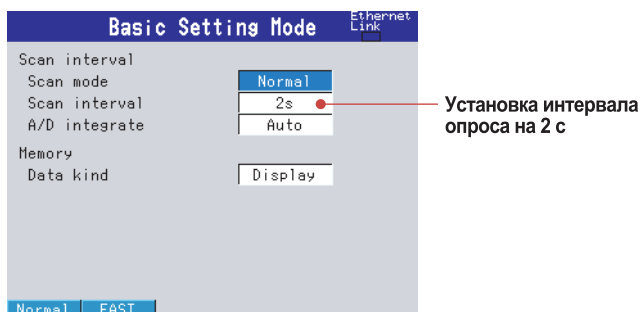 Basic Setting Mode
Ethernet
Link
Scan interval
Scan mode Normal
Scan interval 2s
A/D integrate Auto
Установка интервала
опроса на 2 с
Memory
Data kind Display
Normal FAST